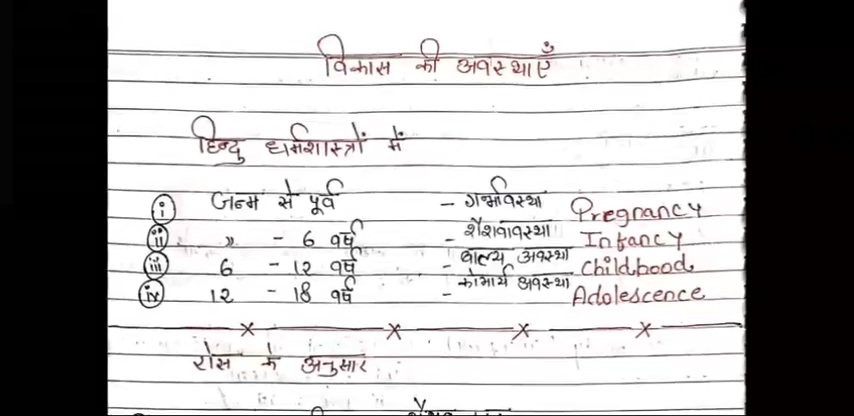 विकास की अवस्थाएँ
हिन्दु धर्मशास्त्रों में
(i) जन्म से पूर्व - गर्भावस्था Pregnancy
(ii) " - 6 वर्ष - शैशवावस्था Infancy
(iii) 6 - 12 वर्ष - बाल्य अवस्था Childhood
(iv) 12 - 18 वर्ष - कौमार्य अवस्था Adolescence
रॉस के अनुसार